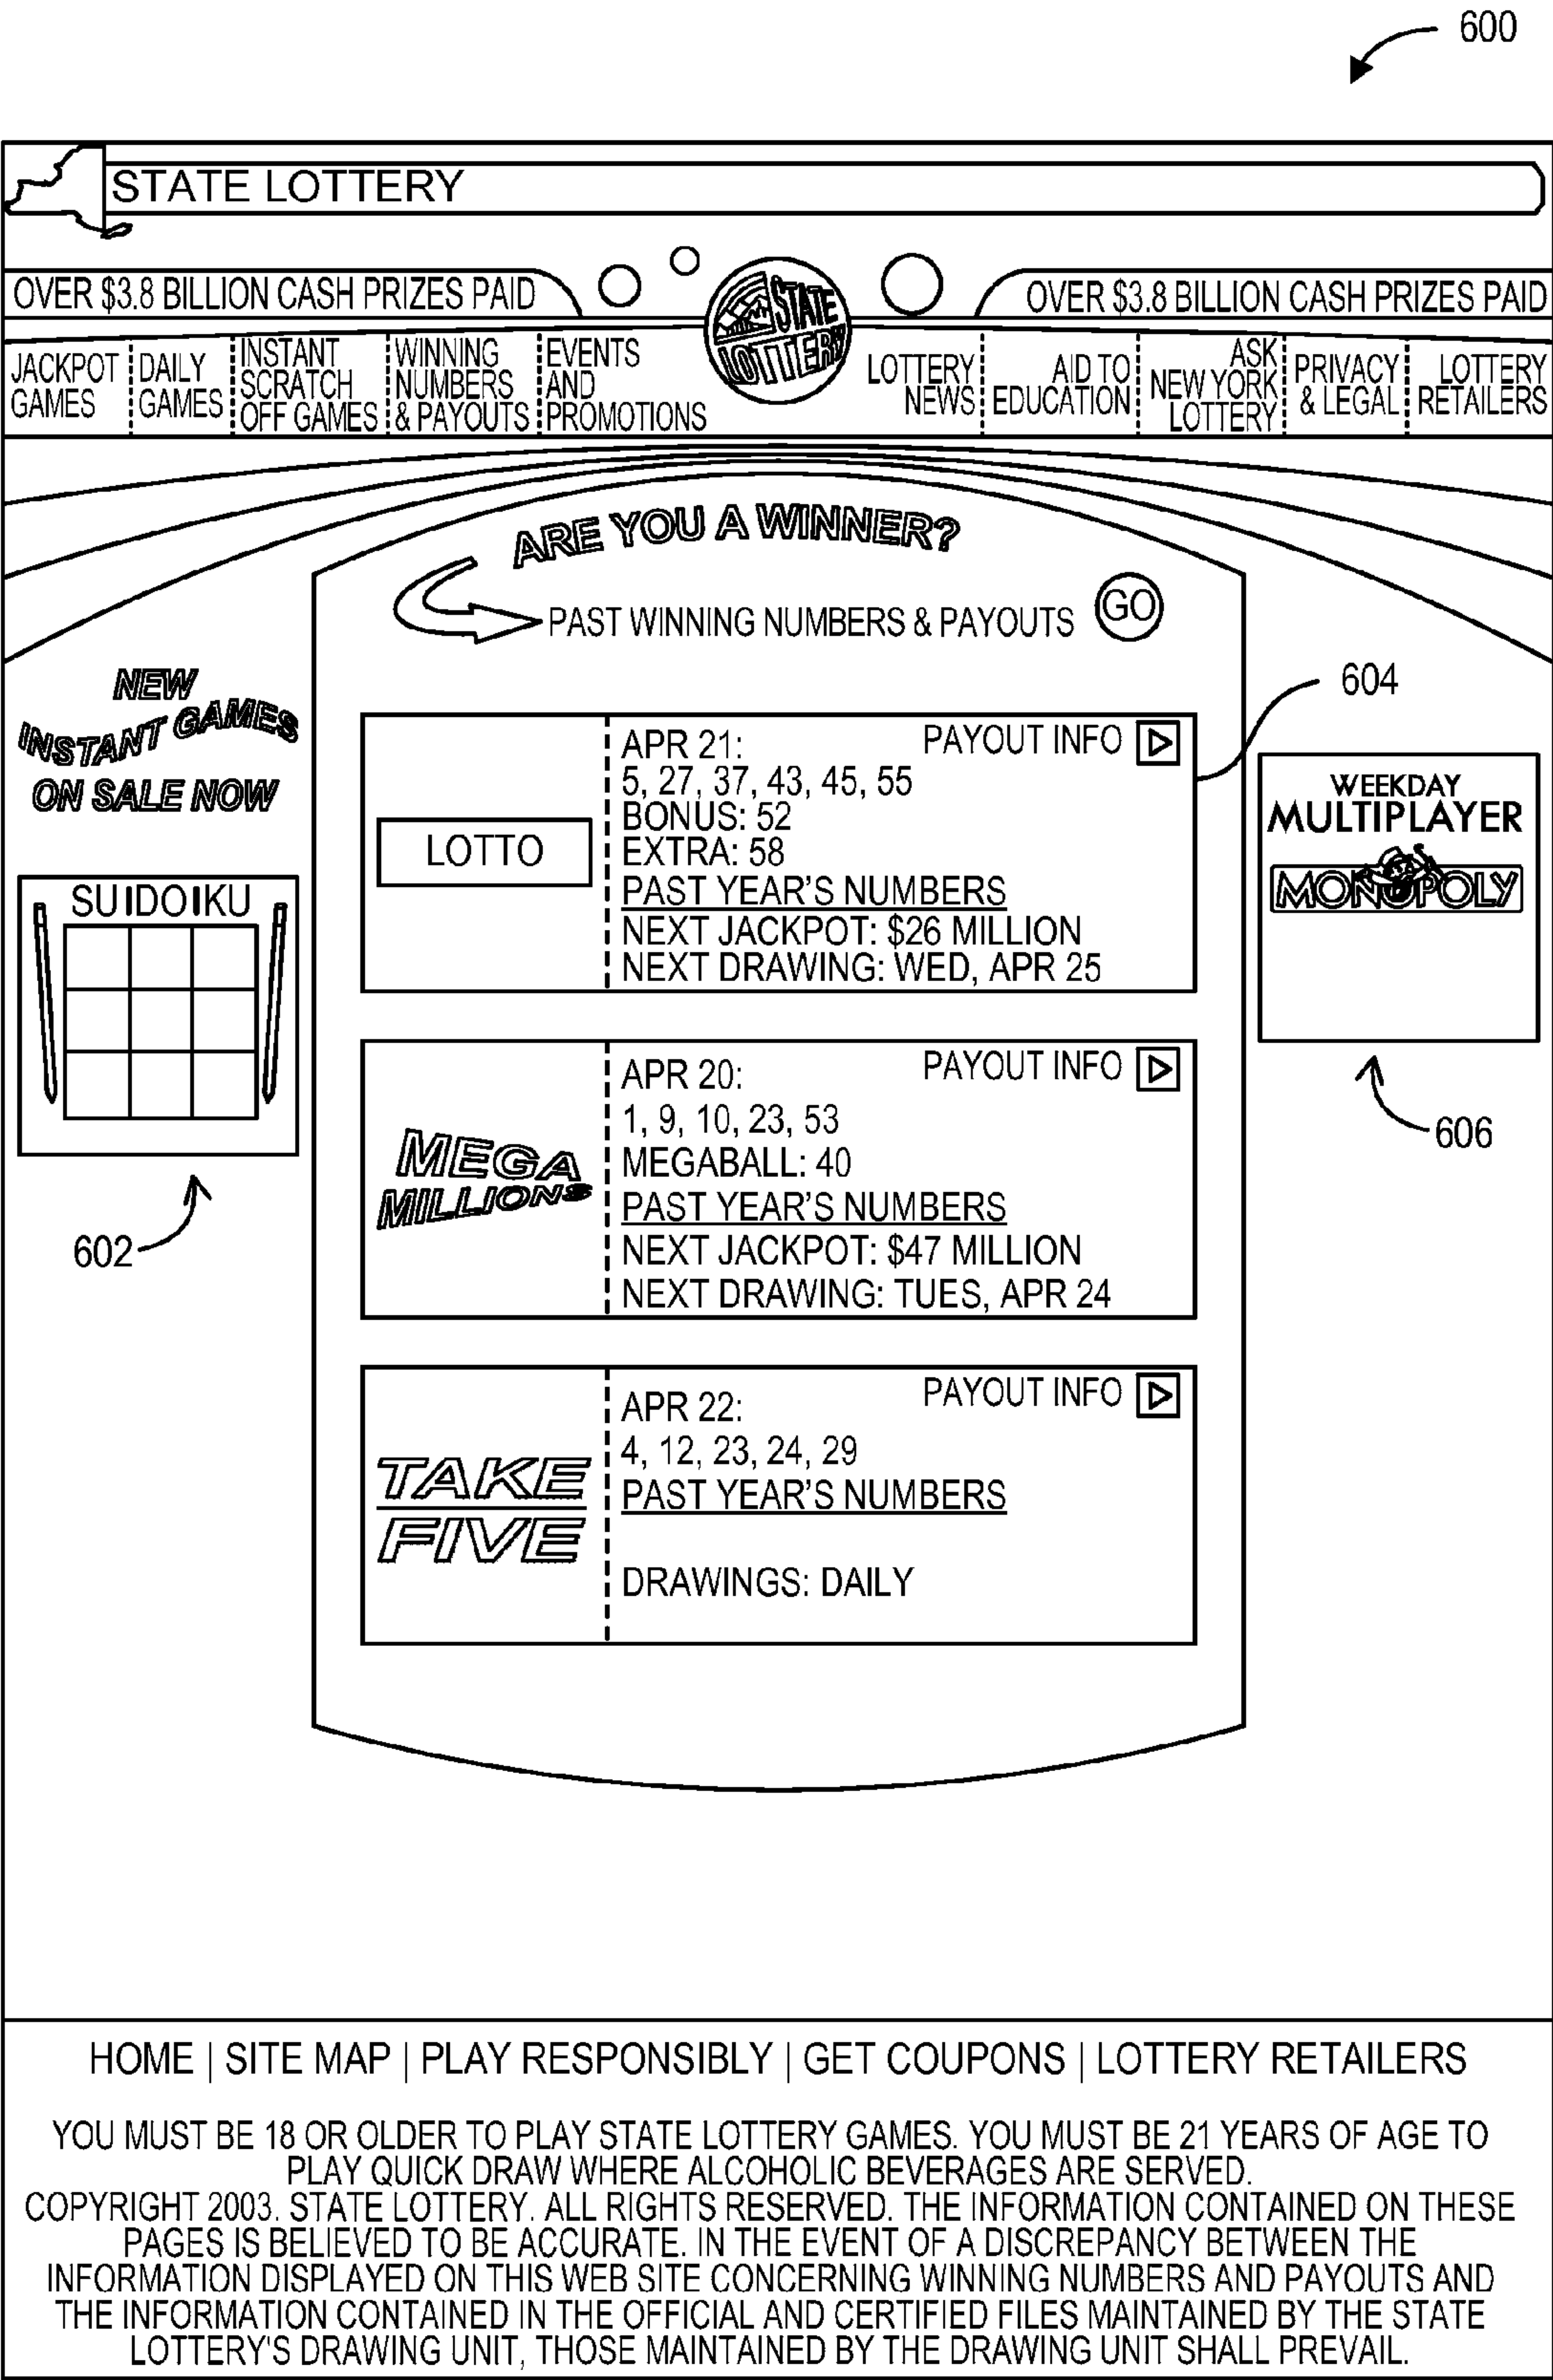 600
STATE LOTTERY
OVER $3.8 BILLION CASH PRIZES PAID
STATE
LOTTERY
OVER $3.8 BILLION CASH PRIZES PAID
JACKPOT
GAMES
DAILY
GAMES
INSTANT
SCRATCH
OFF GAMES
WINNING
NUMBERS
& PAYOUTS
EVENTS
AND
PROMOTIONS
LOTTERY
NEWS
AID TO
EDUCATION
ASK
NEW YORK
LOTTERY
PRIVACY
& LEGAL
LOTTERY
RETAILERS
ARE YOU A WINNER?
PAST WINNING NUMBERS & PAYOUTS GO
NEW
INSTANT GAMES
ON SALE NOW
SUIDOIKU
602
LOTTO
APR 21: PAYOUT INFO
5, 27, 37, 43, 45, 55
BONUS: 52
EXTRA: 58
PAST YEAR'S NUMBERS
NEXT JACKPOT: $26 MILLION
NEXT DRAWING: WED, APR 25
604
WEEKDAY
MULTIPLAYER
MONOPOLY
606
MEGA
MILLIONS
APR 20: PAYOUT INFO
1, 9, 10, 23, 53
MEGABALL: 40
PAST YEAR'S NUMBERS
NEXT JACKPOT: $47 MILLION
NEXT DRAWING: TUES, APR 24
TAKE
FIVE
APR 22: PAYOUT INFO
4, 12, 23, 24, 29
PAST YEAR'S NUMBERS
DRAWINGS: DAILY
HOME | SITE MAP | PLAY RESPONSIBLY | GET COUPONS | LOTTERY RETAILERS
YOU MUST BE 18 OR OLDER TO PLAY STATE LOTTERY GAMES. YOU MUST BE 21 YEARS OF AGE TO
PLAY QUICK DRAW WHERE ALCOHOLIC BEVERAGES ARE SERVED.
COPYRIGHT 2003. STATE LOTTERY. ALL RIGHTS RESERVED. THE INFORMATION CONTAINED ON THESE
PAGES IS BELIEVED TO BE ACCURATE. IN THE EVENT OF A DISCREPANCY BETWEEN THE
INFORMATION DISPLAYED ON THIS WEB SITE CONCERNING WINNING NUMBERS AND PAYOUTS AND
THE INFORMATION CONTAINED IN THE OFFICIAL AND CERTIFIED FILES MAINTAINED BY THE STATE
LOTTERY'S DRAWING UNIT, THOSE MAINTAINED BY THE DRAWING UNIT SHALL PREVAIL.